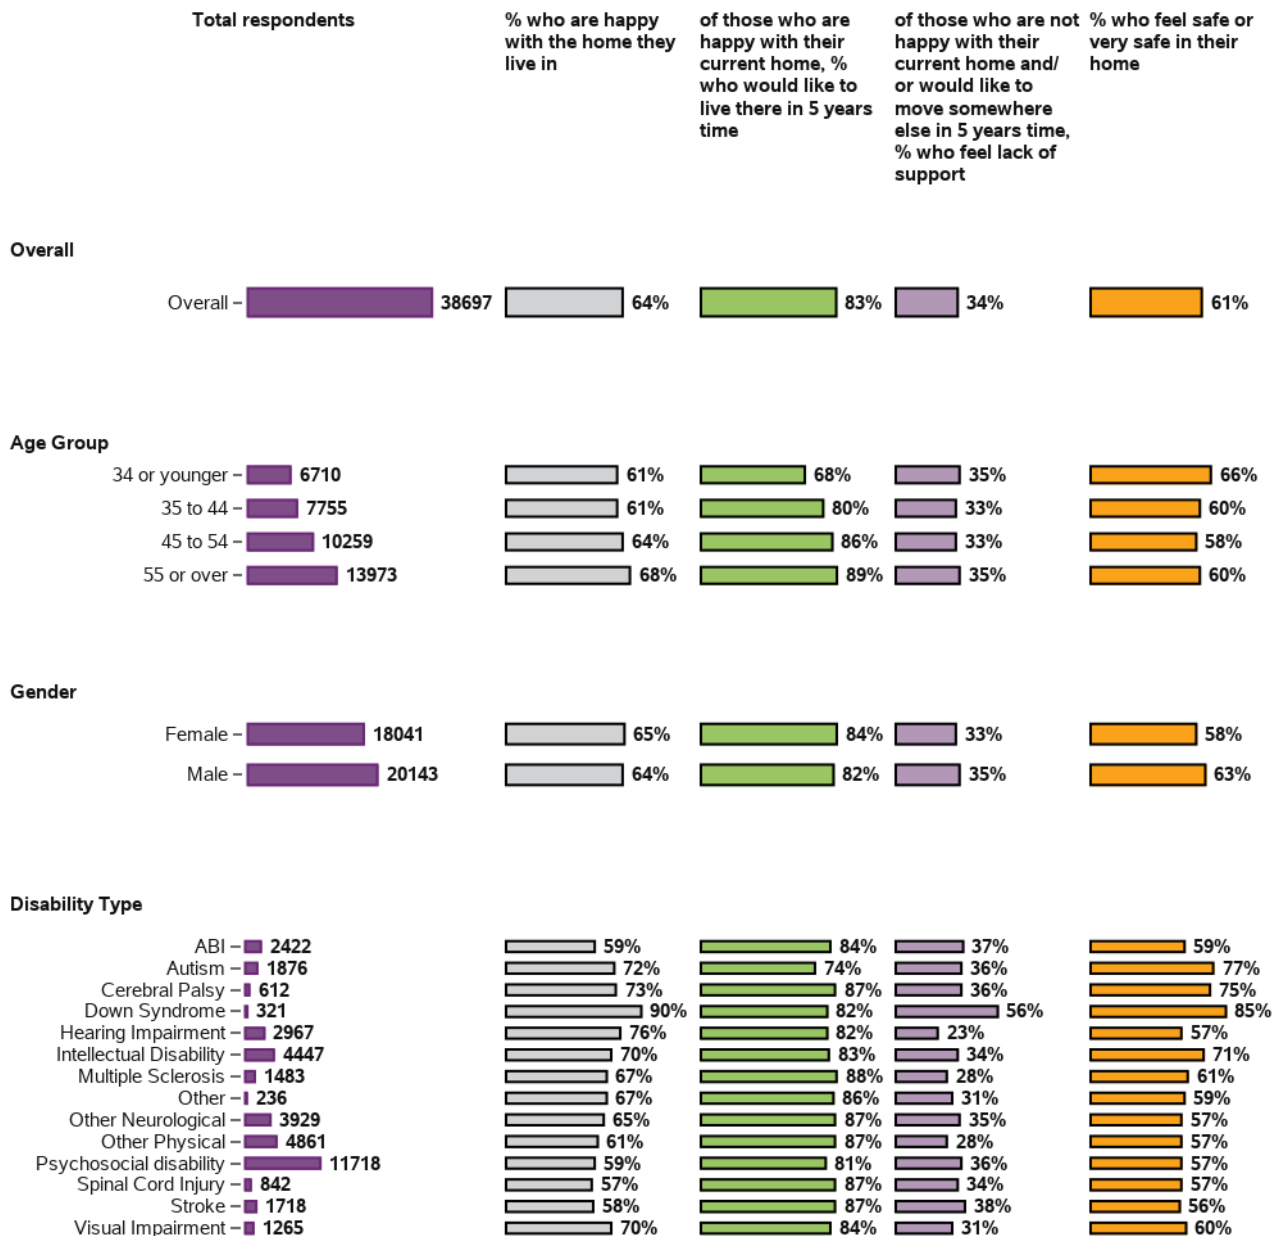 Total respondents
% who are happy
with the home they
live in
of those who are
happy with their
current home, %
who would like to
live there in 5 years
time
of those who are not
happy with their
current home and/
or would like to
move somewhere
else in 5 years time,
% who feel lack of
support
% who feel safe or
very safe in their
home
Overall
Overall 38697 64% 83% 34% 61%
Age Group
34 or younger 6710 61% 68% 35% 66%
35 to 44 7755 61% 80% 33% 60%
45 to 54 10259 64% 86% 33% 58%
55 or over 13973 68% 89% 35% 60%
Gender
Female 18041 65% 84% 33% 58%
Male 20143 64% 82% 35% 63%
Disability Type
ABI 2422 59% 84% 37% 59%
Autism 1876 72% 74% 36% 77%
Cerebral Palsy 612 73% 87% 36% 75%
Down Syndrome 321 90% 82% 56% 85%
Hearing Impairment 2967 76% 82% 23% 57%
Intellectual Disability 4447 70% 83% 34% 71%
Multiple Sclerosis 1483 67% 88% 28% 61%
Other 236 67% 86% 31% 59%
Other Neurological 3929 65% 87% 35% 57%
Other Physical 4861 61% 87% 28% 57%
Psychosocial disability 11718 59% 81% 36% 57%
Spinal Cord Injury 842 57% 87% 34% 57%
Stroke 1718 58% 87% 38% 56%
Visual Impairment 1265 70% 84% 31% 60%